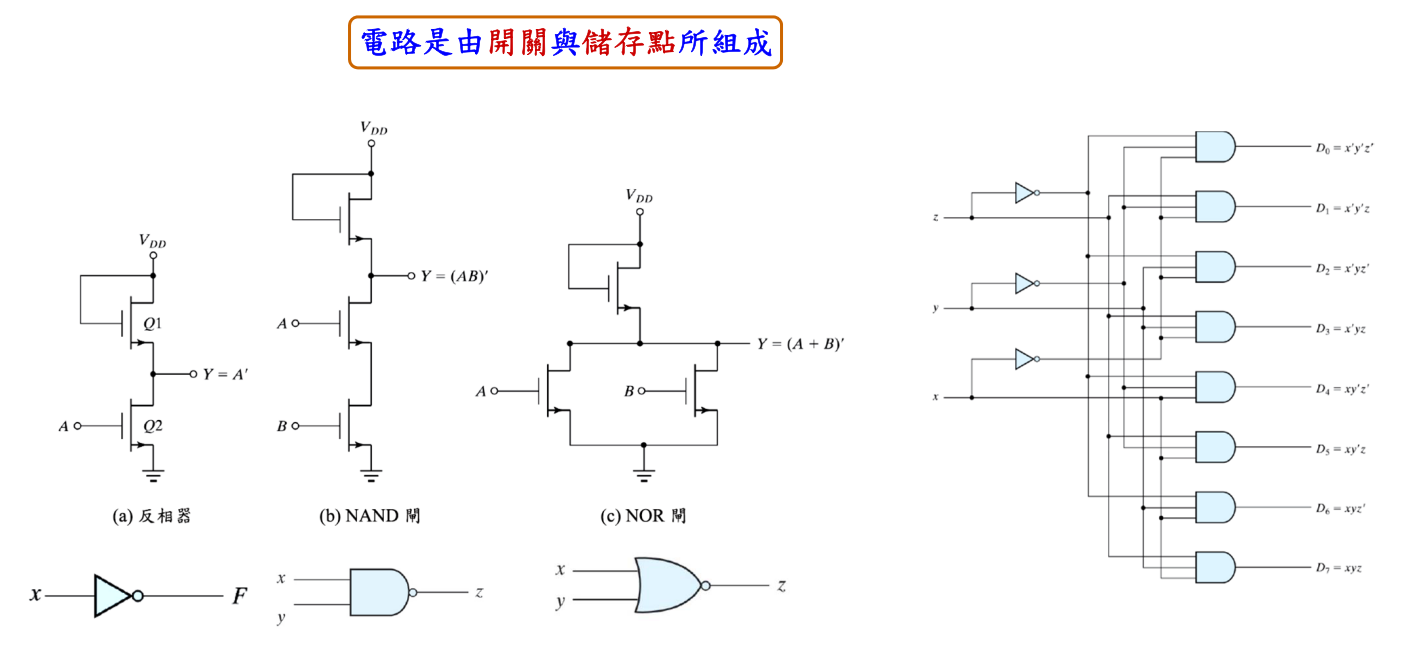 電路是由開關與儲存點所組成
V_DD
Q1
Y = A'
A
Q2
(a) 反相器
V_DD
Y = (AB)'
A
B
(b) NAND 閘
V_DD
Y = (A + B)'
A
B
(c) NOR 閘
x
F
x
y
z
x
y
z
z
y
x
D₀ = x'y'z'
D₁ = x'y'z
D₂ = x'yz'
D₃ = x'yz
D₄ = xy'z'
D₅ = xy'z
D₆ = xyz'
D₇ = xyz